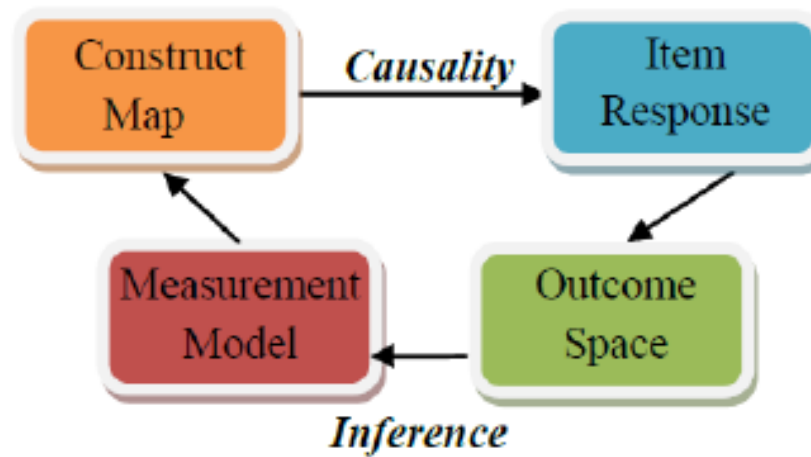 Construct
Map
Causality
Item
Response
Measurement
Model
Outcome
Space
Inference